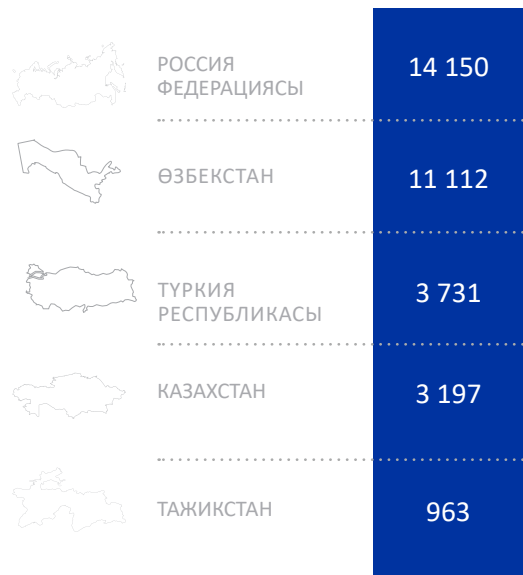 РОССИЯ
ФЕДЕРАЦИЯСЫ
14 150
ӨЗБЕКСТАН
11 112
ТҮРКИЯ
РЕСПУБЛИКАСЫ
3 731
КАЗАХСТАН
3 197
ТАЖИКСТАН
963